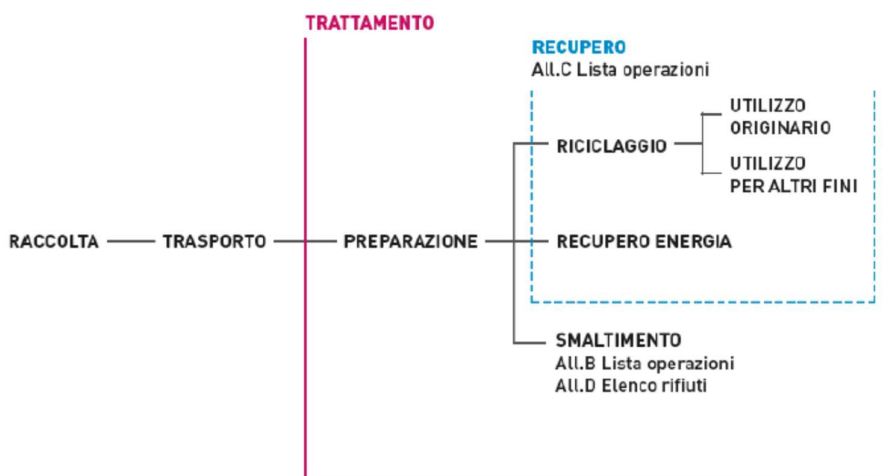 TRATTAMENTO
RECUPERO
All.C Lista operazioni
UTILIZZO
ORIGINARIO
RICICLAGGIO
UTILIZZO
PER ALTRI FINI
RACCOLTA
TRASPORTO
PREPARAZIONE
RECUPERO ENERGIA
SMALTIMENTO
All.B Lista operazioni
All.D Elenco rifiuti